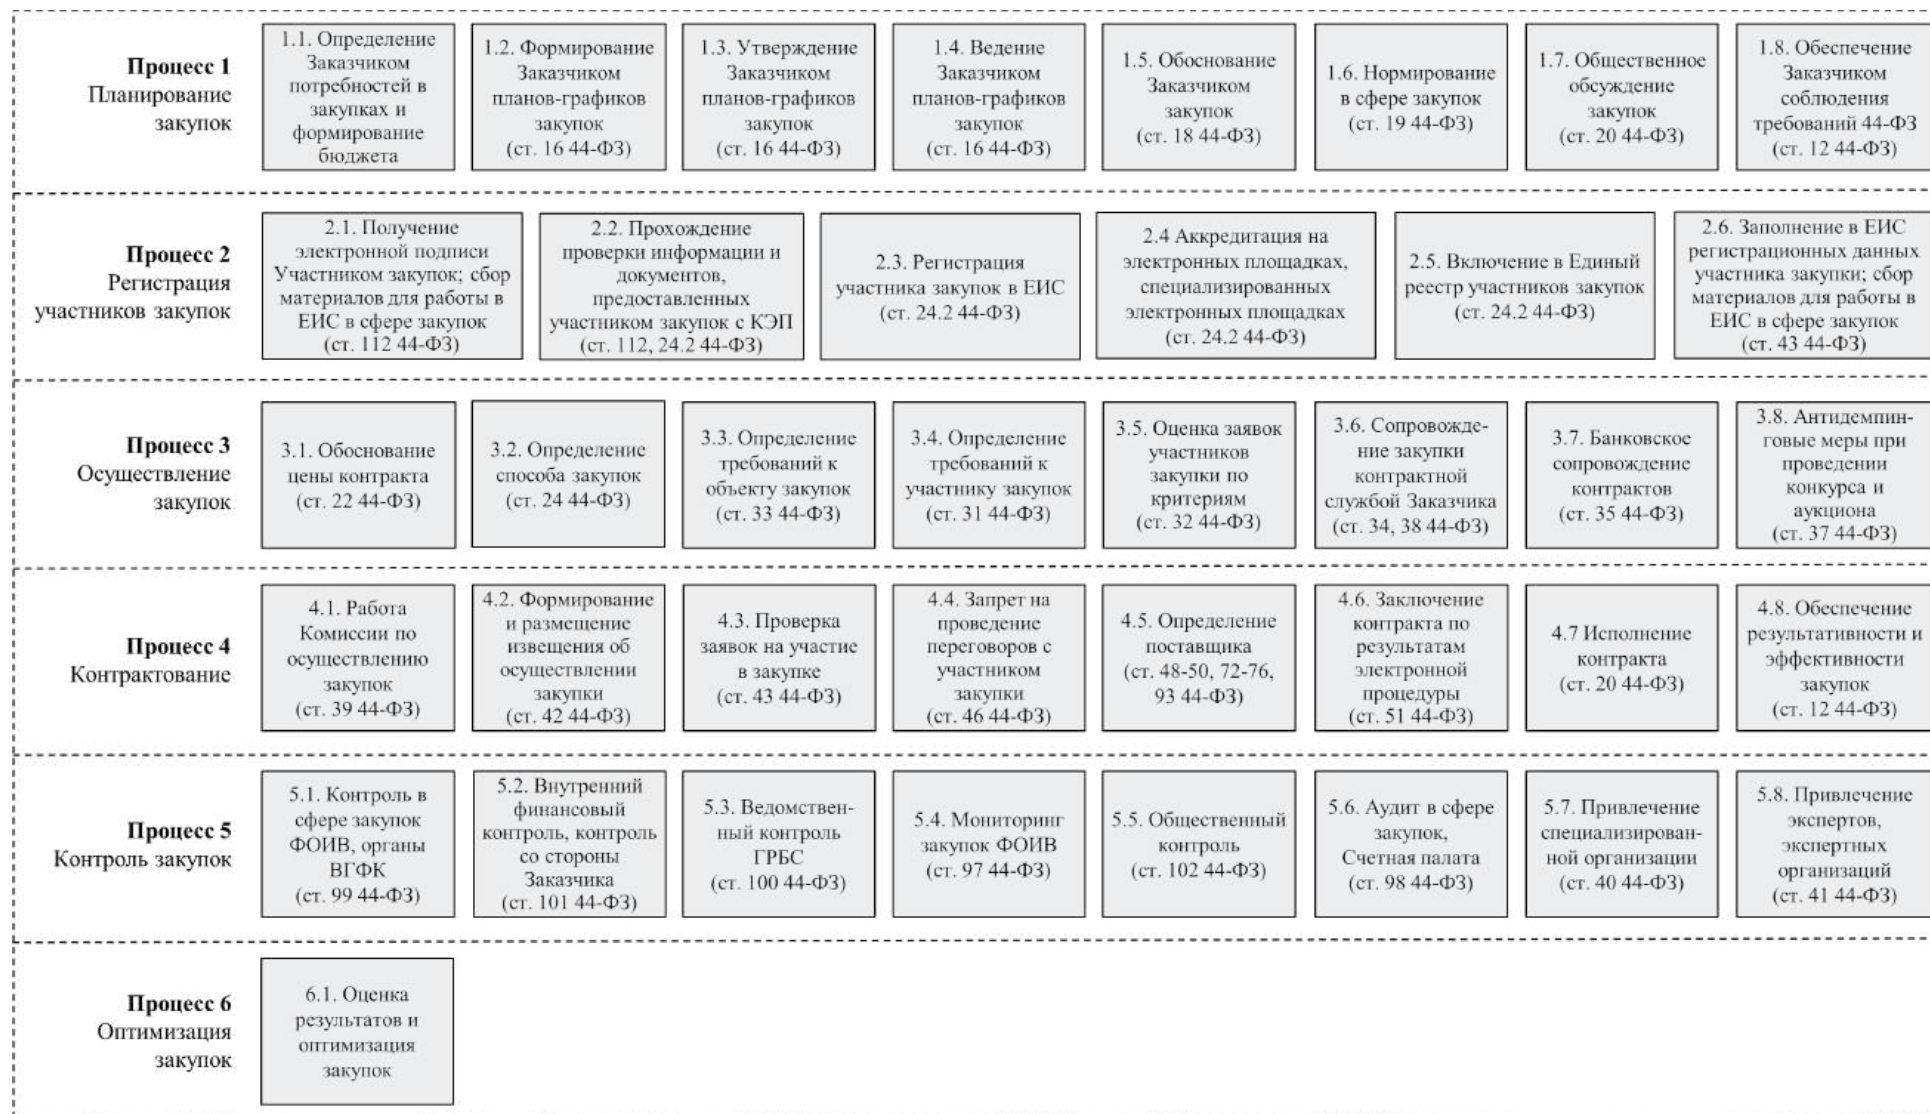 Процесс 1
Планирование
закупок
1.1. Определение
Заказчиком
потребностей в
закупках и
формирование
бюджета
1.2. Формирование
Заказчиком
планов-графиков
закупок
(ст. 16 44-ФЗ)
1.3. Утверждение
Заказчиком
планов-графиков
закупок
(ст. 16 44-ФЗ)
1.4. Ведение
Заказчиком
планов-графиков
закупок
(ст. 16 44-ФЗ)
1.5. Обоснование
Заказчиком
закупок
(ст. 18 44-ФЗ)
1.6. Нормирование
в сфере закупок
(ст. 19 44-ФЗ)
1.7. Общественное
обсуждение
закупок
(ст. 20 44-ФЗ)
1.8. Обеспечение
Заказчиком
соблюдения
требований 44-ФЗ
(ст. 12 44-ФЗ)
Процесс 2
Регистрация
участников закупок
2.1. Получение
электронной подписи
Участником закупок; сбор
материалов для работы в
ЕИС в сфере закупок
(ст. 112 44-ФЗ)
2.2. Прохождение
проверки информации и
документов,
предоставленных
участником закупок с КЭП
(ст. 112, 24.2 44-ФЗ)
2.3. Регистрация
участника закупок в ЕИС
(ст. 24.2 44-ФЗ)
2.4 Аккредитация на
электронных площадках,
специализированных
электронных площадках
(ст. 24.2 44-ФЗ)
2.5. Включение в Единый
реестр участников закупок
(ст. 24.2 44-ФЗ)
2.6. Заполнение в ЕИС
регистрационных данных
участника закупки; сбор
материалов для работы в
ЕИС в сфере закупок
(ст. 43 44-ФЗ)
Процесс 3
Осуществление
закупок
3.1. Обоснование
цены контракта
(ст. 22 44-ФЗ)
3.2. Определение
способа закупок
(ст. 24 44-ФЗ)
3.3. Определение
требований к
объекту закупок
(ст. 33 44-ФЗ)
3.4. Определение
требований к
участнику закупок
(ст. 31 44-ФЗ)
3.5. Оценка заявок
участников
закупки по
критериям
(ст. 32 44-ФЗ)
3.6. Сопровожде-
ние закупки
контрактной
службой Заказчика
(ст. 34, 38 44-ФЗ)
3.7. Банковское
сопровождение
контрактов
(ст. 35 44-ФЗ)
3.8. Антидемпин-
говые меры при
проведении
конкурса и
аукциона
(ст. 37 44-ФЗ)
Процесс 4
Контрактование
4.1. Работа
Комиссии по
осуществлению
закупок
(ст. 39 44-ФЗ)
4.2. Формирование
и размещение
извещения об
осуществлении
закупки
(ст. 42 44-ФЗ)
4.3. Проверка
заявок на участие
в закупке
(ст. 43 44-ФЗ)
4.4. Запрет на
проведение
переговоров с
участником
закупки
(ст. 46 44-ФЗ)
4.5. Определение
поставщика
(ст. 48-50, 72-76,
93 44-ФЗ)
4.6. Заключение
контракта по
результатам
электронной
процедуры
(ст. 51 44-ФЗ)
4.7 Исполнение
контракта
(ст. 20 44-ФЗ)
4.8. Обеспечение
результативности и
эффективности
закупок
(ст. 12 44-ФЗ)
Процесс 5
Контроль закупок
5.1. Контроль в
сфере закупок
ФОИВ, органы
ВГФК
(ст. 99 44-ФЗ)
5.2. Внутренний
финансовый
контроль, контроль
со стороны
Заказчика
(ст. 101 44-ФЗ)
5.3. Ведомствен-
ный контроль
ГРБС
(ст. 100 44-ФЗ)
5.4. Мониторинг
закупок ФОИВ
(ст. 97 44-ФЗ)
5.5. Общественный
контроль
(ст. 102 44-ФЗ)
5.6. Аудит в сфере
закупок,
Счетная палата
(ст. 98 44-ФЗ)
5.7. Привлечение
специализирован-
ной организации
(ст. 40 44-ФЗ)
5.8. Привлечение
экспертов,
экспертных
организаций
(ст. 41 44-ФЗ)
Процесс 6
Оптимизация
закупок
6.1. Оценка
результатов и
оптимизация
закупок